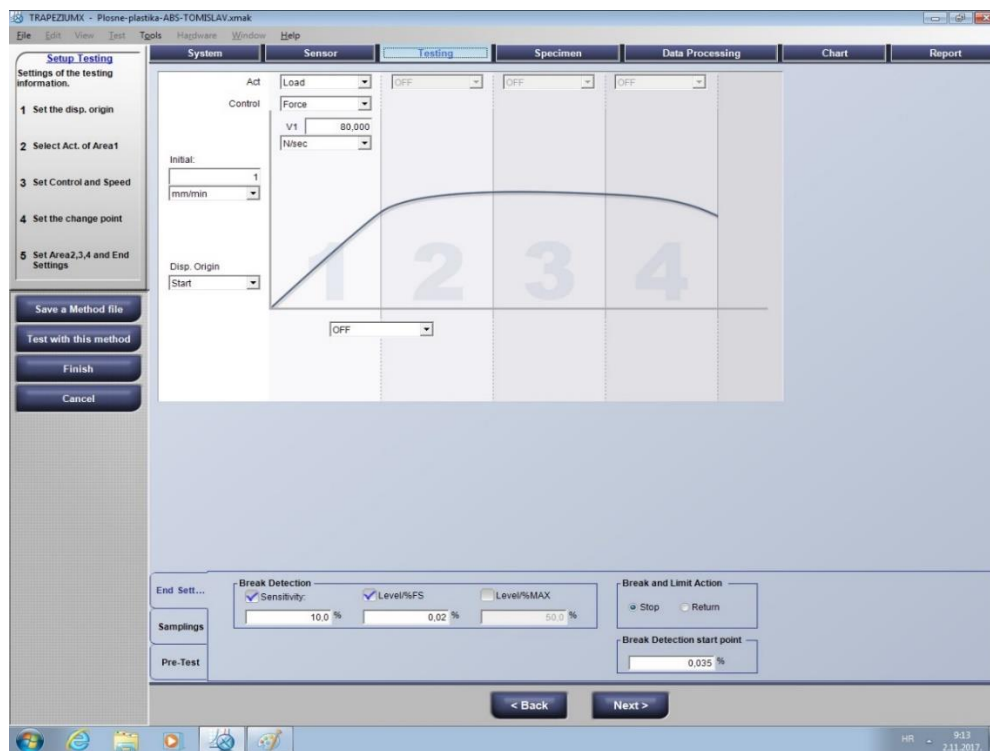 TRAPEZIUMX - Plosne-plastika-ABS-TOMISLAV.xmak
File Edit View Test Tools Hardware Window Help
Setup Testing
Settings of the testing
information.
1 Set the disp. origin
2 Select Act. of Area1
3 Set Control and Speed
4 Set the change point
5 Set Area2,3,4 and End
Settings
Save a Method file
Test with this method
Finish
Cancel
System Sensor Testing Specimen Data Processing Chart Report
Act Load OFF OFF OFF
Control Force
V1 80,000
N/sec
Initial:
1
mm/min
Disp. Origin
Start
1 2 3 4
OFF
End Sett...
Samplings
Pre-Test
Break Detection
Sensitivity: Level/%FS Level/%MAX
10,0 % 0,02 % 50,0 %
Break and Limit Action
Stop Return
Break Detection start point
0,035 %
< Back Next >
HR 9:13
2.11.2017.